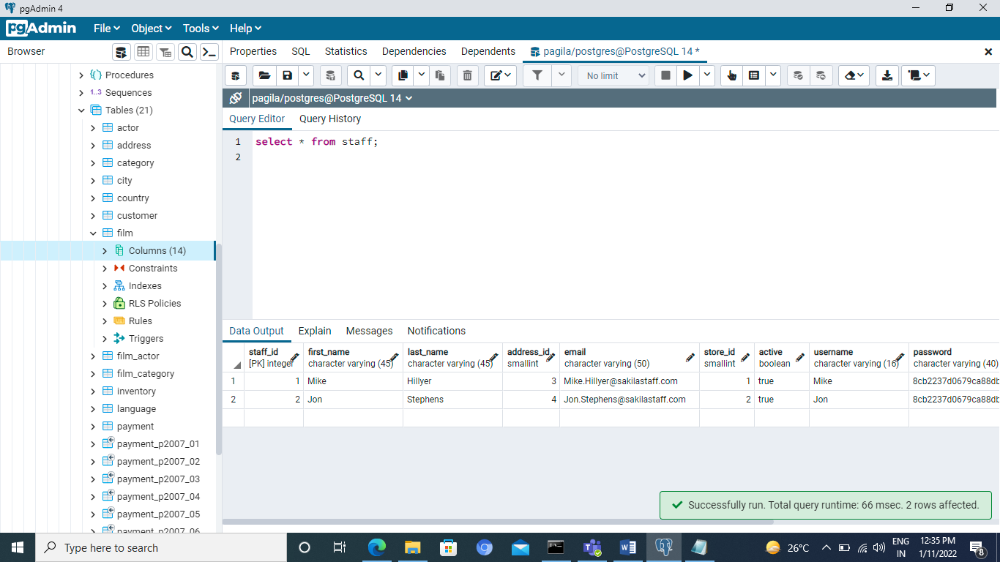 pgAdmin 4
pgAdmin File Object Tools Help
Browser
Properties SQL Statistics Dependencies Dependents pagila/postgres@PostgreSQL 14 *
No limit
pagila/postgres@PostgreSQL 14
Query Editor Query History
1 select * from staff;
2
Procedures
1..3 Sequences
Tables (21)
actor
address
category
city
country
customer
film
Columns (14)
Constraints
Indexes
RLS Policies
Rules
Triggers
film_actor
film_category
inventory
language
payment
payment_p2007_01
payment_p2007_02
payment_p2007_03
payment_p2007_04
payment_p2007_05
payment_p2007_06
Data Output Explain Messages Notifications
staff_id first_name last_name address_id email store_id active username password
[PK] integer character varying (45) character varying (45) smallint character varying (50) smallint boolean character varying (16) character varying (40)
1 1 Mike Hillyer 3 Mike.Hillyer@sakilastaff.com 1 true Mike 8cb2237d0679ca88db
2 2 Jon Stephens 4 Jon.Stephens@sakilastaff.com 2 true Jon 8cb2237d0679ca88db
Successfully run. Total query runtime: 66 msec. 2 rows affected.
Type here to search
26°C
ENG
IN
12:35 PM
1/11/2022
8